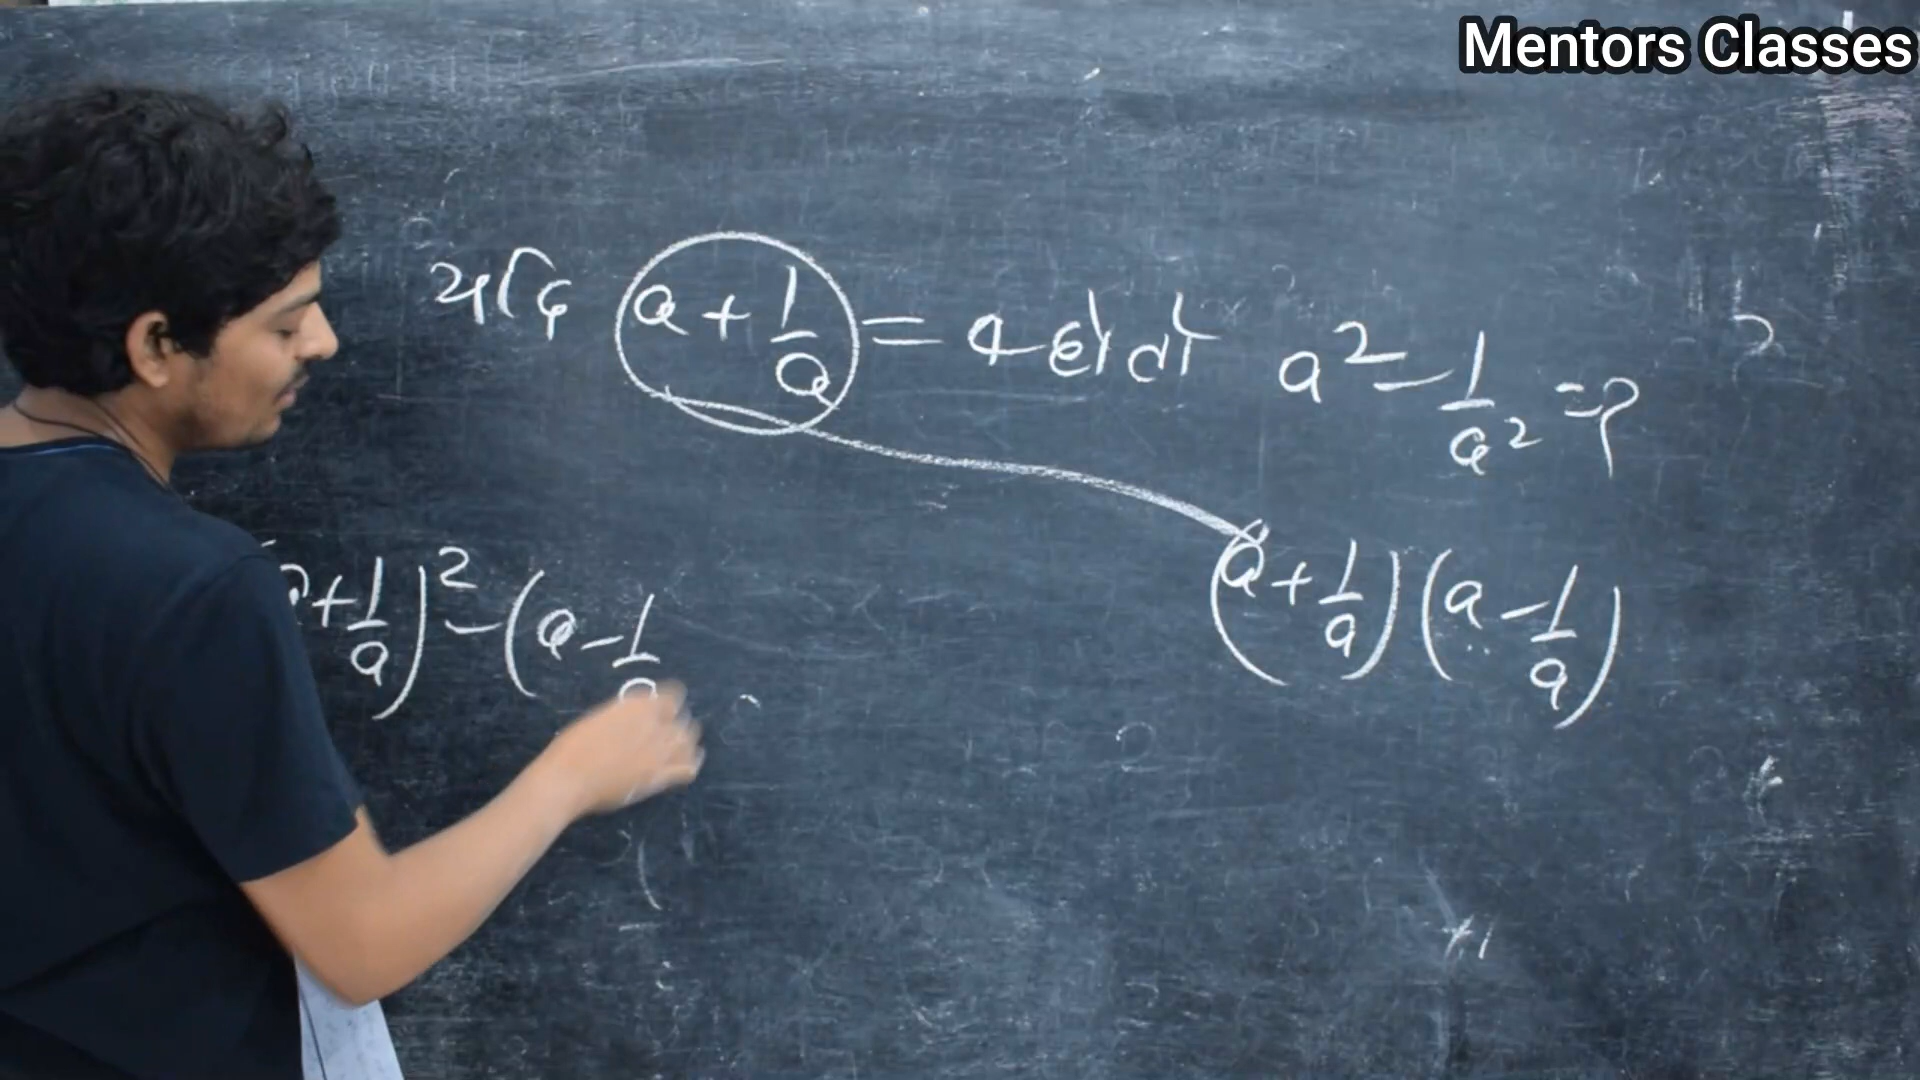 Mentors Classes
यदि a + 1/a = 4 हो तो a² - 1/a² = ?
+ 1/a)² - (a - 1/a
(a + 1/a)(a - 1/a)